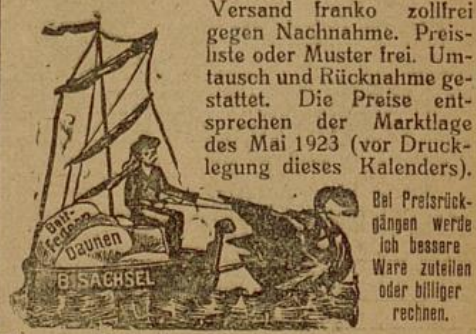 Versand franko zollfrei
gegen Nachnahme. Preis-
liste oder Muster frei. Um-
tausch und Rücknahme ge-
stattet. Die Preise ent-
sprechen der Marktlage
des Mai 1923 (vor Druck-
legung dieses Kalenders).
Bei Preisrück-
gängen werde
ich bessere
Ware zuteilen
oder billiger
rechnen.
Bett-
Federn
Daunen
B. SACHSEL